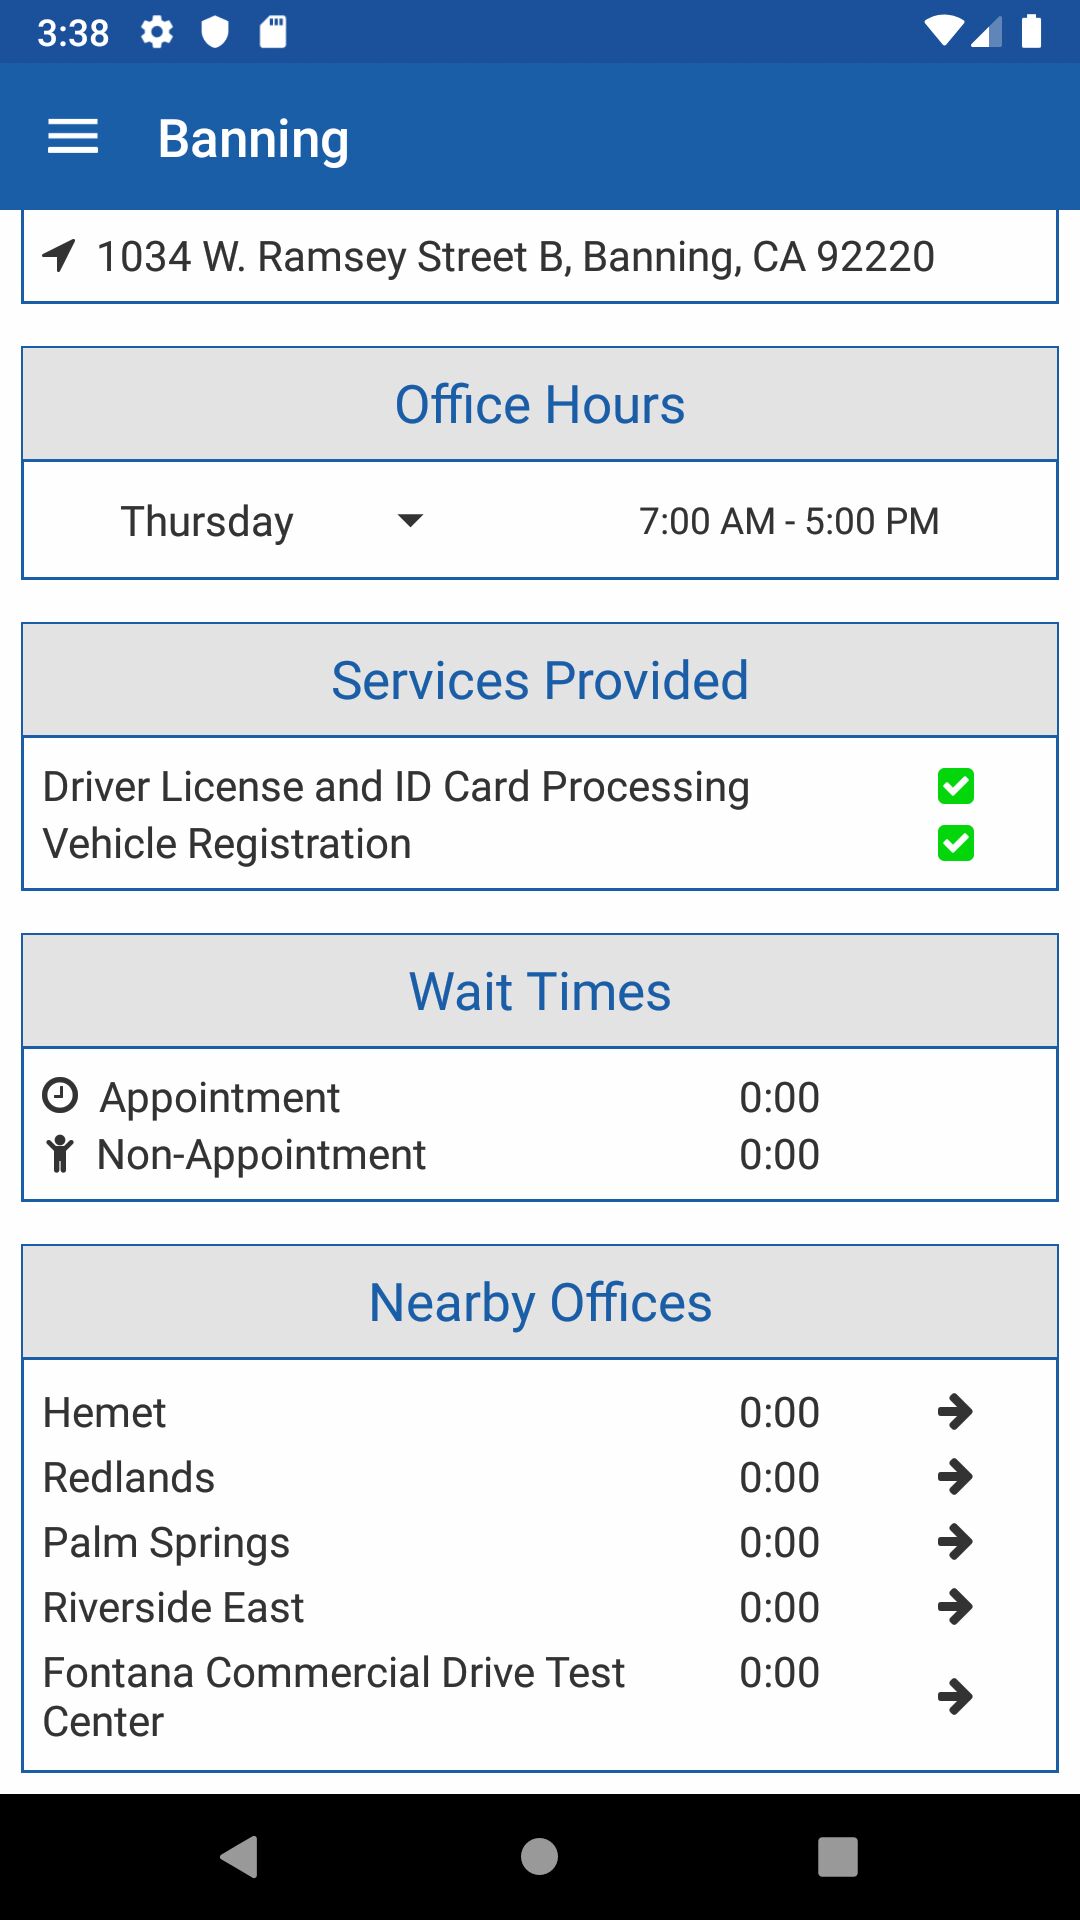 3:38
Banning
1034 W. Ramsey Street B, Banning, CA 92220
Office Hours
Thursday 7:00 AM - 5:00 PM
Services Provided
Driver License and ID Card Processing
Vehicle Registration
Wait Times
Appointment 0:00
Non-Appointment 0:00
Nearby Offices
Hemet 0:00
Redlands 0:00
Palm Springs 0:00
Riverside East 0:00
Fontana Commercial Drive Test 0:00
Center